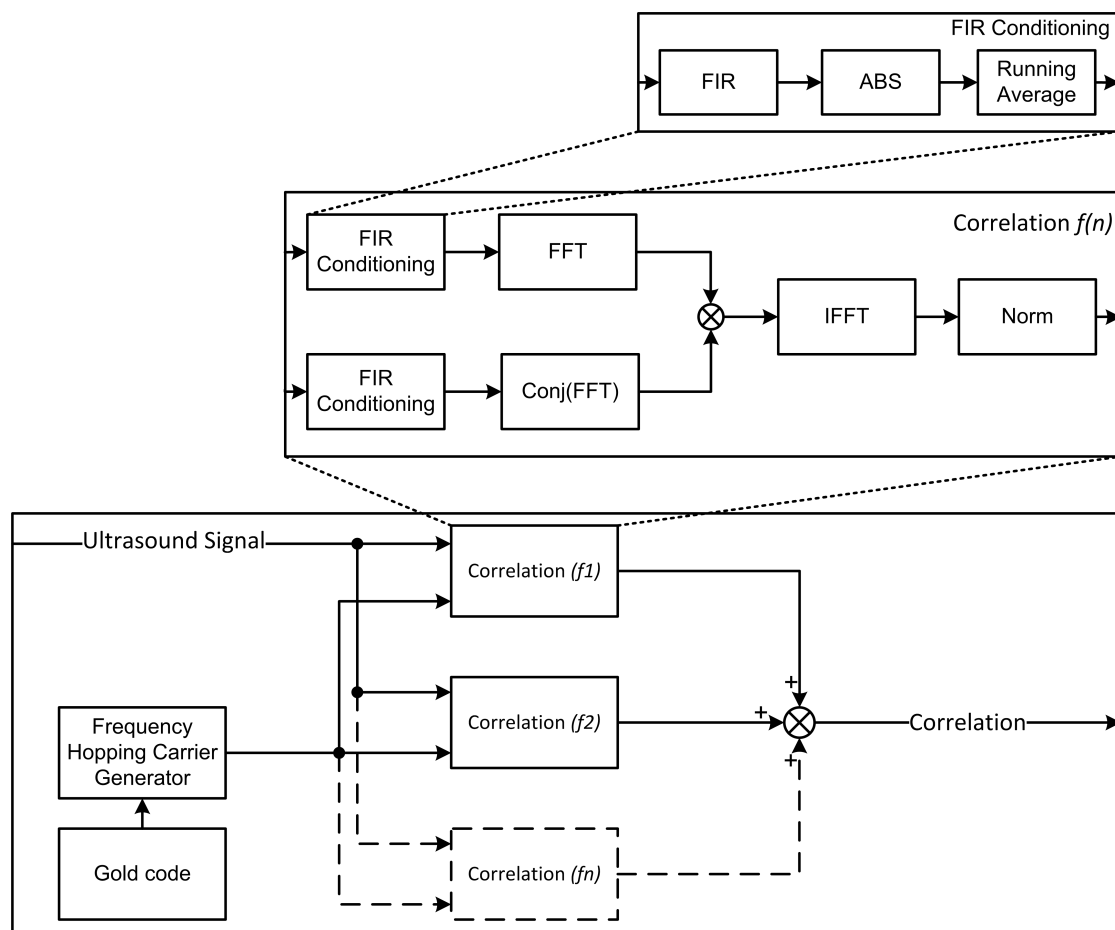 FIR Conditioning
FIR
ABS
Running
Average
Correlation f(n)
FIR
Conditioning
FFT
IFFT
Norm
FIR
Conditioning
Conj(FFT)
Ultrasound Signal
Correlation (f1)
+
Correlation (f2)
+
Correlation
+
Frequency
Hopping Carrier
Generator
Gold code
Correlation (fn)